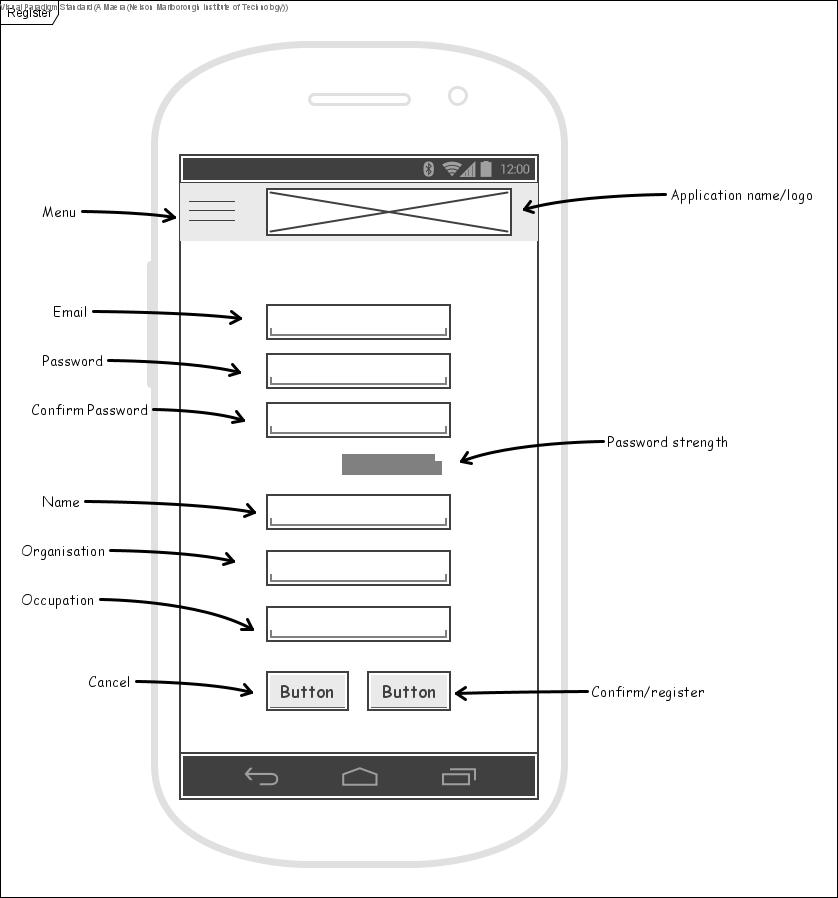 Visual Paradigm Standard (A Maera (Nelson Marlborough Institute of Technology))
Register
12:00
Menu
Application name/logo
Email
Password
Confirm Password
Password strength
Name
Organisation
Occupation
Cancel
Button
Button
Confirm/register